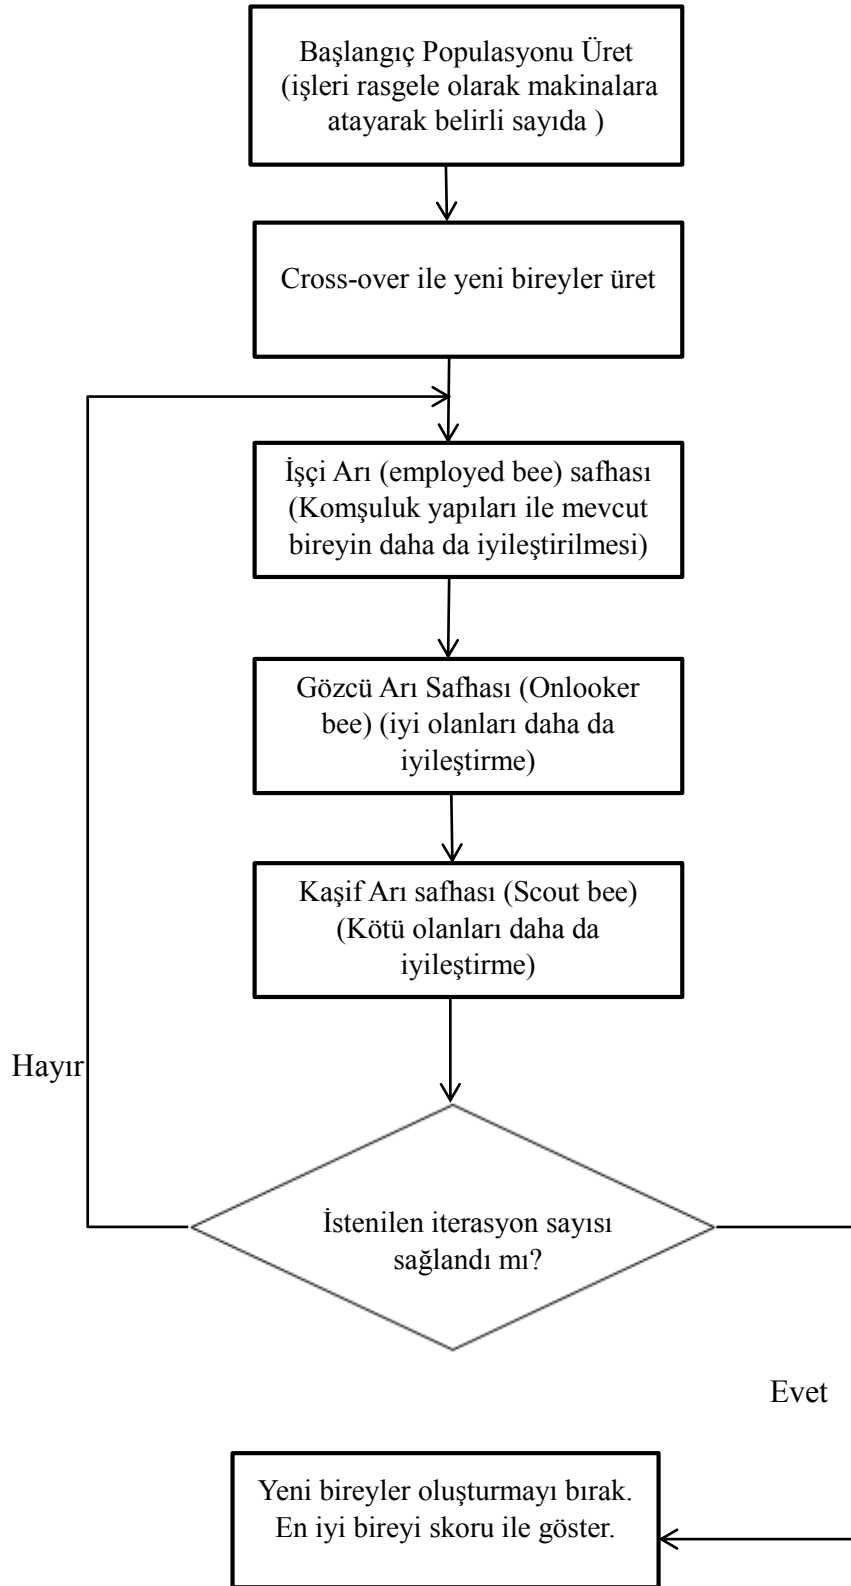 Başlangıç Populasyonu Üret
(işleri rasgele olarak makinalara
atayarak belirli sayıda )
Cross-over ile yeni bireyler üret
İşçi Arı (employed bee) safhası
(Komşuluk yapıları ile mevcut
bireyin daha da iyileştirilmesi)
Gözcü Arı Safhası (Onlooker
bee) (iyi olanları daha da
iyileştirme)
Kaşif Arı safhası (Scout bee)
(Kötü olanları daha da
iyileştirme)
Hayır
İstenilen iterasyon sayısı
sağlandı mı?
Evet
Yeni bireyler oluşturmayı bırak.
En iyi bireyi skoru ile göster.